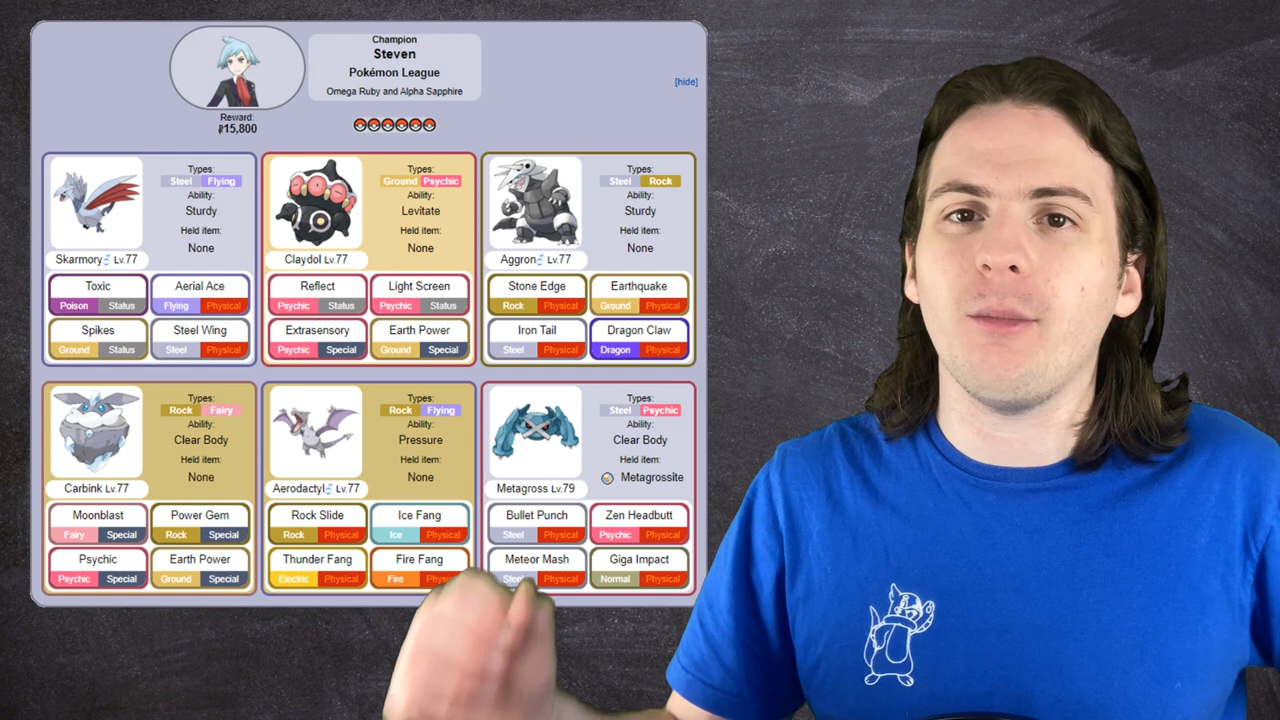 Champion
Steven
Pokémon League
Omega Ruby and Alpha Sapphire
[hide]
Reward:
₽15,800
Types:
Steel Flying
Ability:
Sturdy
Held item:
None
Skarmory♂ Lv.77
Toxic
Poison Status
Aerial Ace
Flying Physical
Spikes
Ground Status
Steel Wing
Steel Physical
Types:
Ground Psychic
Ability:
Levitate
Held item:
None
Claydol Lv.77
Reflect
Psychic Status
Light Screen
Psychic Status
Extrasensory
Psychic Special
Earth Power
Ground Special
Types:
Steel Rock
Ability:
Sturdy
Held item:
None
Aggron♂ Lv.77
Stone Edge
Rock Physical
Earthquake
Ground Physical
Iron Tail
Steel Physical
Dragon Claw
Dragon Physical
Types:
Rock Fairy
Ability:
Clear Body
Held item:
None
Carbink Lv.77
Moonblast
Fairy Special
Power Gem
Rock Special
Psychic
Psychic Special
Earth Power
Ground Special
Types:
Rock Flying
Ability:
Pressure
Held item:
None
Aerodactyl♂ Lv.77
Rock Slide
Rock Physical
Ice Fang
Ice Physical
Thunder Fang
Electric Physical
Fire Fang
Fire Physical
Types:
Steel Psychic
Ability:
Clear Body
Held item:
Metagrossite
Metagross Lv.79
Bullet Punch
Steel Physical
Zen Headbutt
Psychic Physical
Meteor Mash
Steel Physical
Giga Impact
Normal Physical